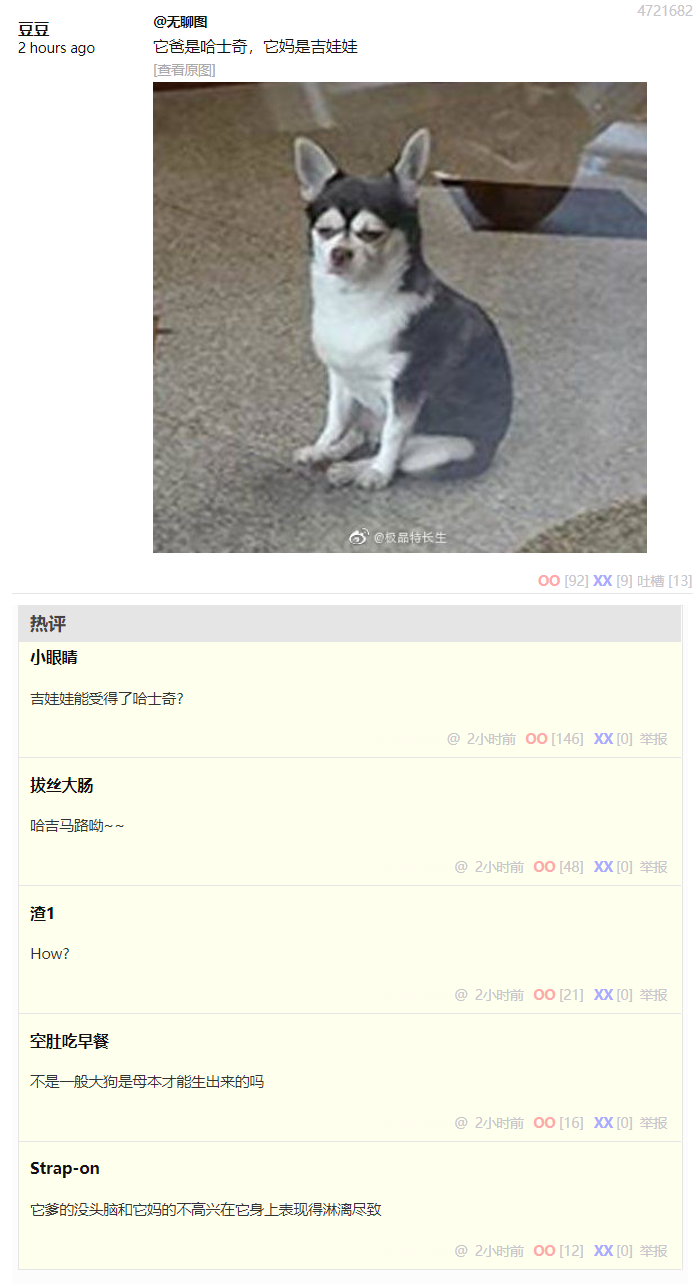 4721682
豆豆
2 hours ago
@无聊图
它爸是哈士奇，它妈是吉娃娃
[查看原图]
@极品特长生
OO [92] XX [9] 吐槽 [13]
热评
小眼睛
吉娃娃能受得了哈士奇?
@ 2小时前 OO [146] XX [0] 举报
拔丝大肠
哈吉马路呦~~
@ 2小时前 OO [48] XX [0] 举报
渣1
How?
@ 2小时前 OO [21] XX [0] 举报
空肚吃早餐
不是一般大狗是母本才能生出来的吗
@ 2小时前 OO [16] XX [0] 举报
Strap-on
它爹的没头脑和它妈的不高兴在它身上表现得淋漓尽致
@ 2小时前 OO [12] XX [0] 举报